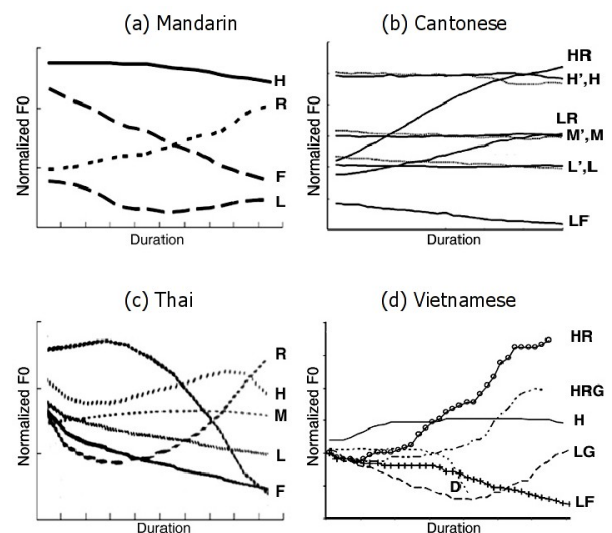 (a) Mandarin
Normalized F0
H
R
F
L
Duration
(b) Cantonese
Normalized F0
HR
H',H
LR
M',M
L',L
LF
Duration
(c) Thai
Normalized F0
R
H
M
L
F
Duration
(d) Vietnamese
Normalized F0
HR
HRG
H
LG
D
LF
Duration